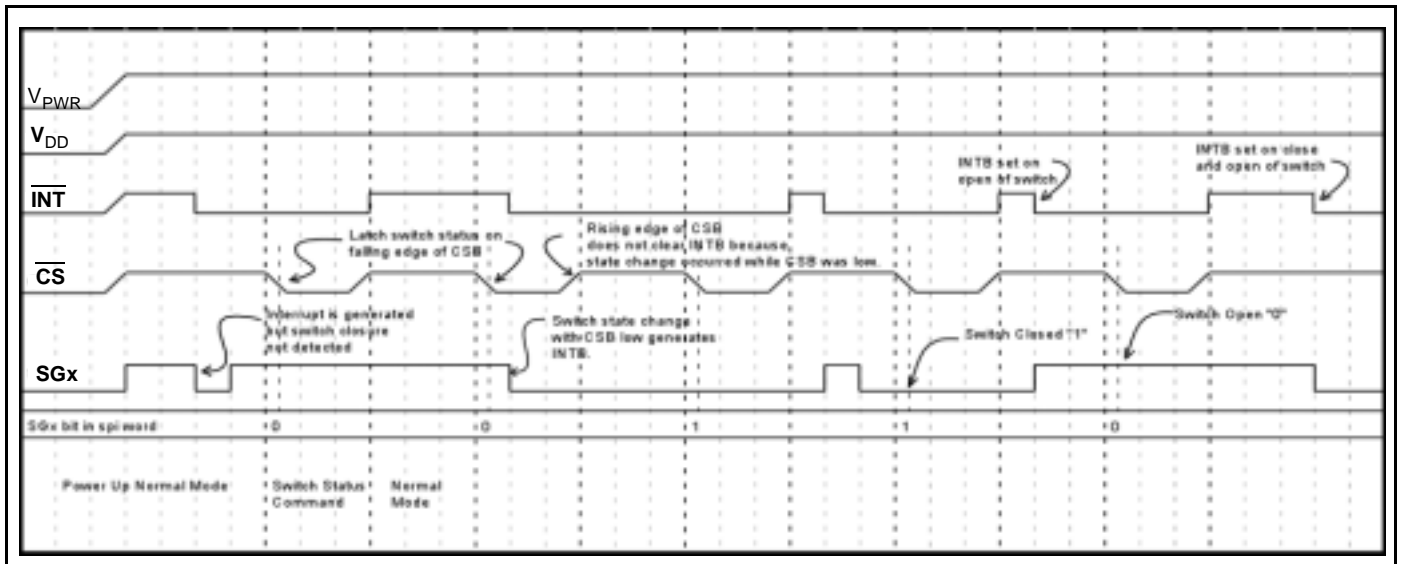 VPWR
VDD
INTB set on close
and open of switch
INTB set on
open of switch
INT
Latch switch status on
falling edge of CSB
Rising edge of CSB
does not clear INTB because,
state change occurred while CSB was low.
CS
Interrupt is generated
but switch closure
not detected
Switch state change
with CSB low generates
INTB.
Switch Closed "1"
Switch Open "0"
SGx
SGx bit in spi word 0 0 1 1 0
Power Up Normal Mode
Switch Status
Command
Normal
Mode